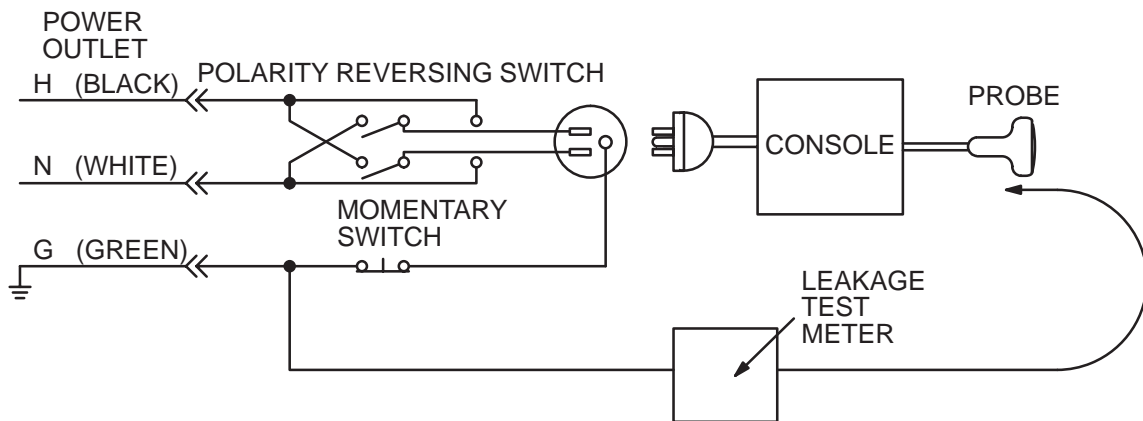 POWER
OUTLET
H (BLACK)
POLARITY REVERSING SWITCH
PROBE
CONSOLE
N (WHITE)
MOMENTARY
SWITCH
G (GREEN)
LEAKAGE
TEST
METER